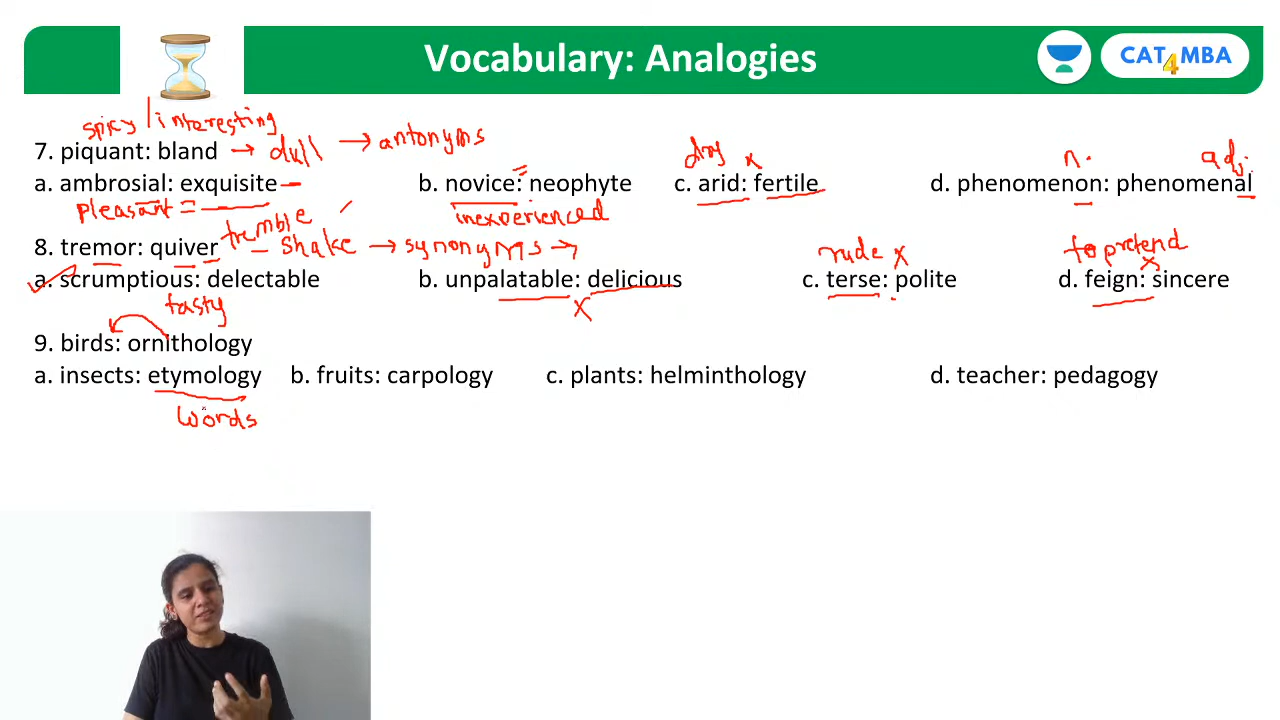 Vocabulary: Analogies
CAT4MBA
spicy / interesting
7. piquant: bland → dull → antonyms
dry x n. adj.
a. ambrosial: exquisite b. novice: neophyte c. arid: fertile d. phenomenon: phenomenal
pleasant = inexperienced
8. tremor: quiver tremble - shake → synonyms →
rude x to pretend x
a. scrumptious: delectable b. unpalatable: delicious c. terse: polite d. feign: sincere
tasty x
9. birds: ornithology
a. insects: etymology b. fruits: carpology c. plants: helminthology d. teacher: pedagogy
words